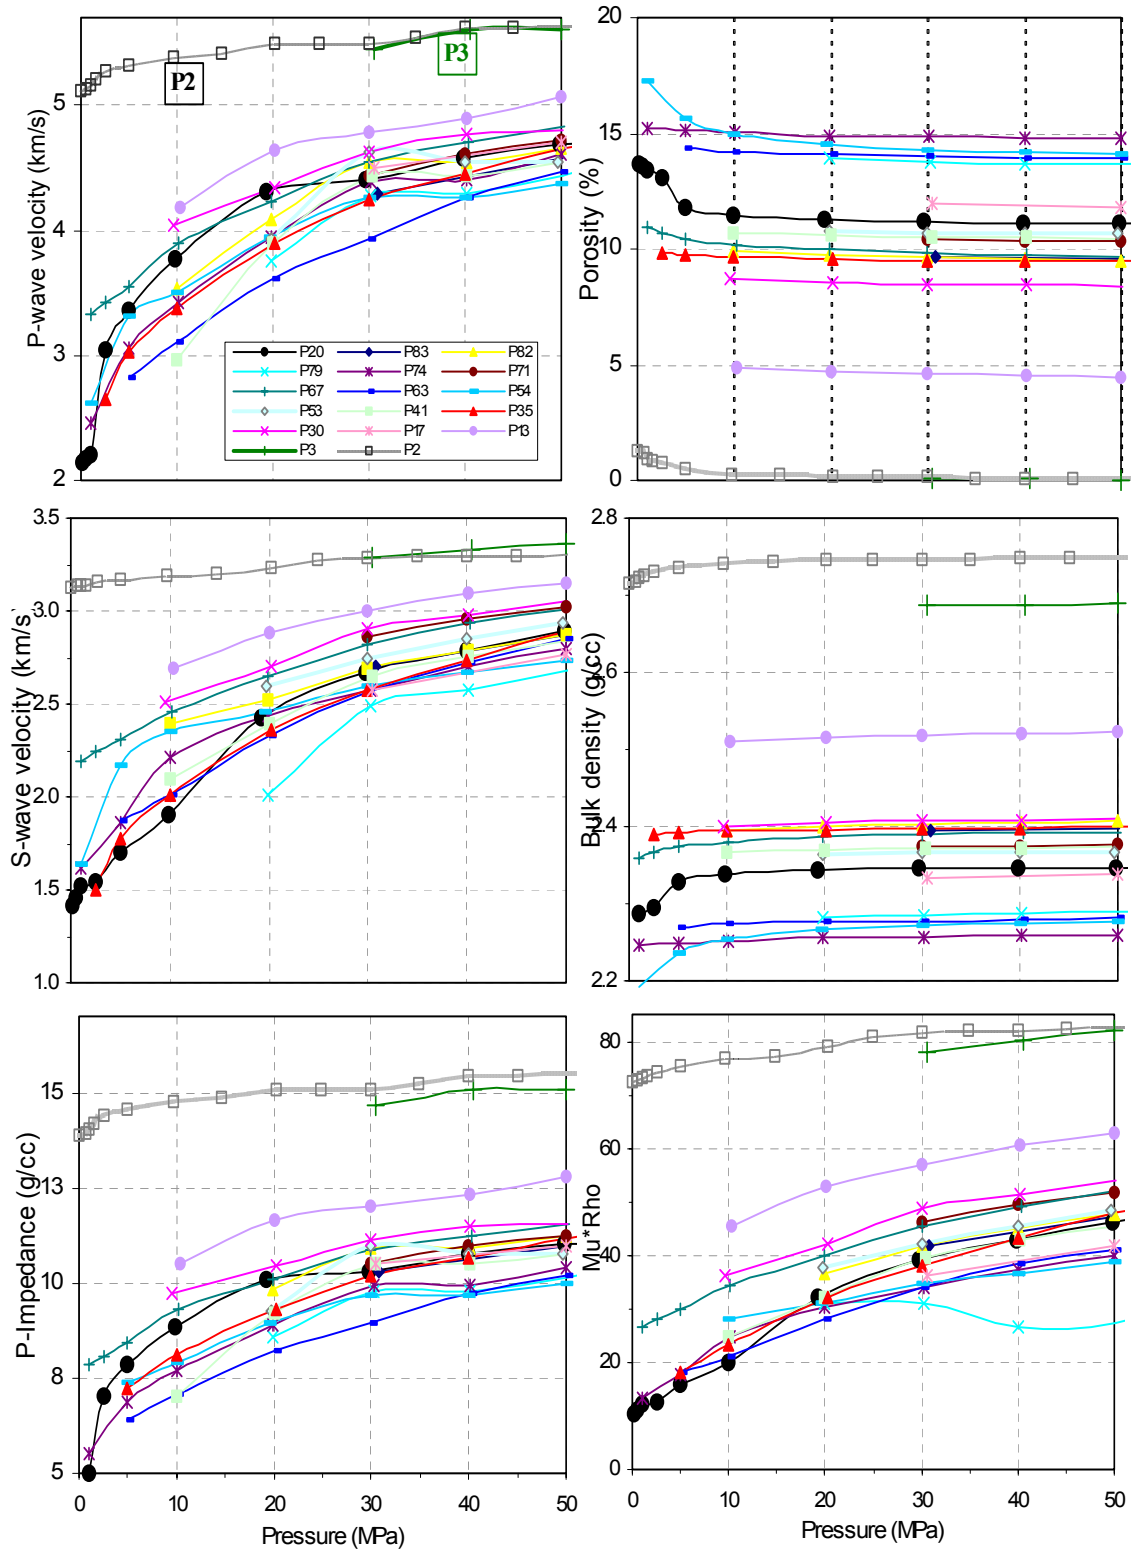 P-wave velocity (km/s)
5
4
3
2
P2
P3
P20 P83 P82
P79 P74 P71
P67 P63 P54
P53 P41 P35
P30 P17 P13
P3 P2
Porosity (%)
20
15
10
5
0
S-wave velocity (km/s`
3.5
3.0
2.5
2.0
1.5
1.0
Bulk density (g/cc)
2.8
2.6
2.4
2.2
P-Impedance (g/cc)
15
13
10
8
5
0 10 20 30 40 50
Pressure (MPa)
Mu*Rho
80
60
40
20
0
0 10 20 30 40 50
Pressure (MPa)